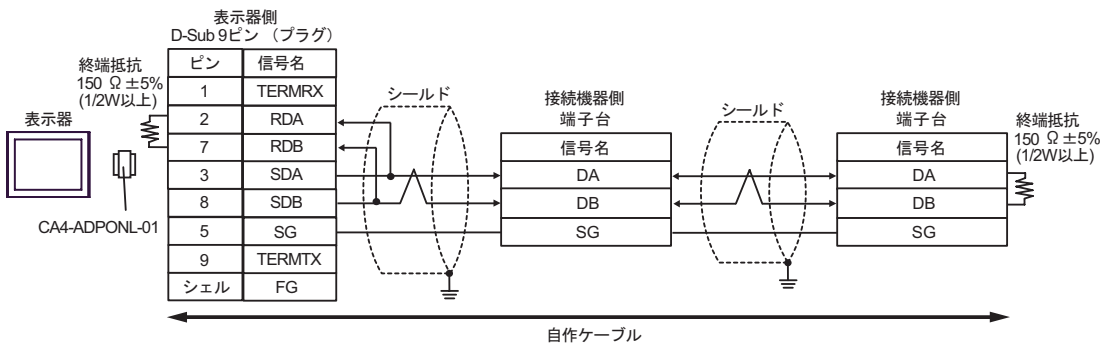 表示器側
D-Sub 9ピン （プラグ）
終端抵抗
150 Ω ±5%
(1/2W以上)
表示器
CA4-ADPONL-01
ピン 信号名
1 TERMRX
2 RDA
7 RDB
3 SDA
8 SDB
5 SG
9 TERMTX
シェル FG
シールド
接続機器側
端子台
信号名
DA
DB
SG
シールド
接続機器側
端子台
信号名
DA
DB
SG
終端抵抗
150 Ω ±5%
(1/2W以上)
自作ケーブル